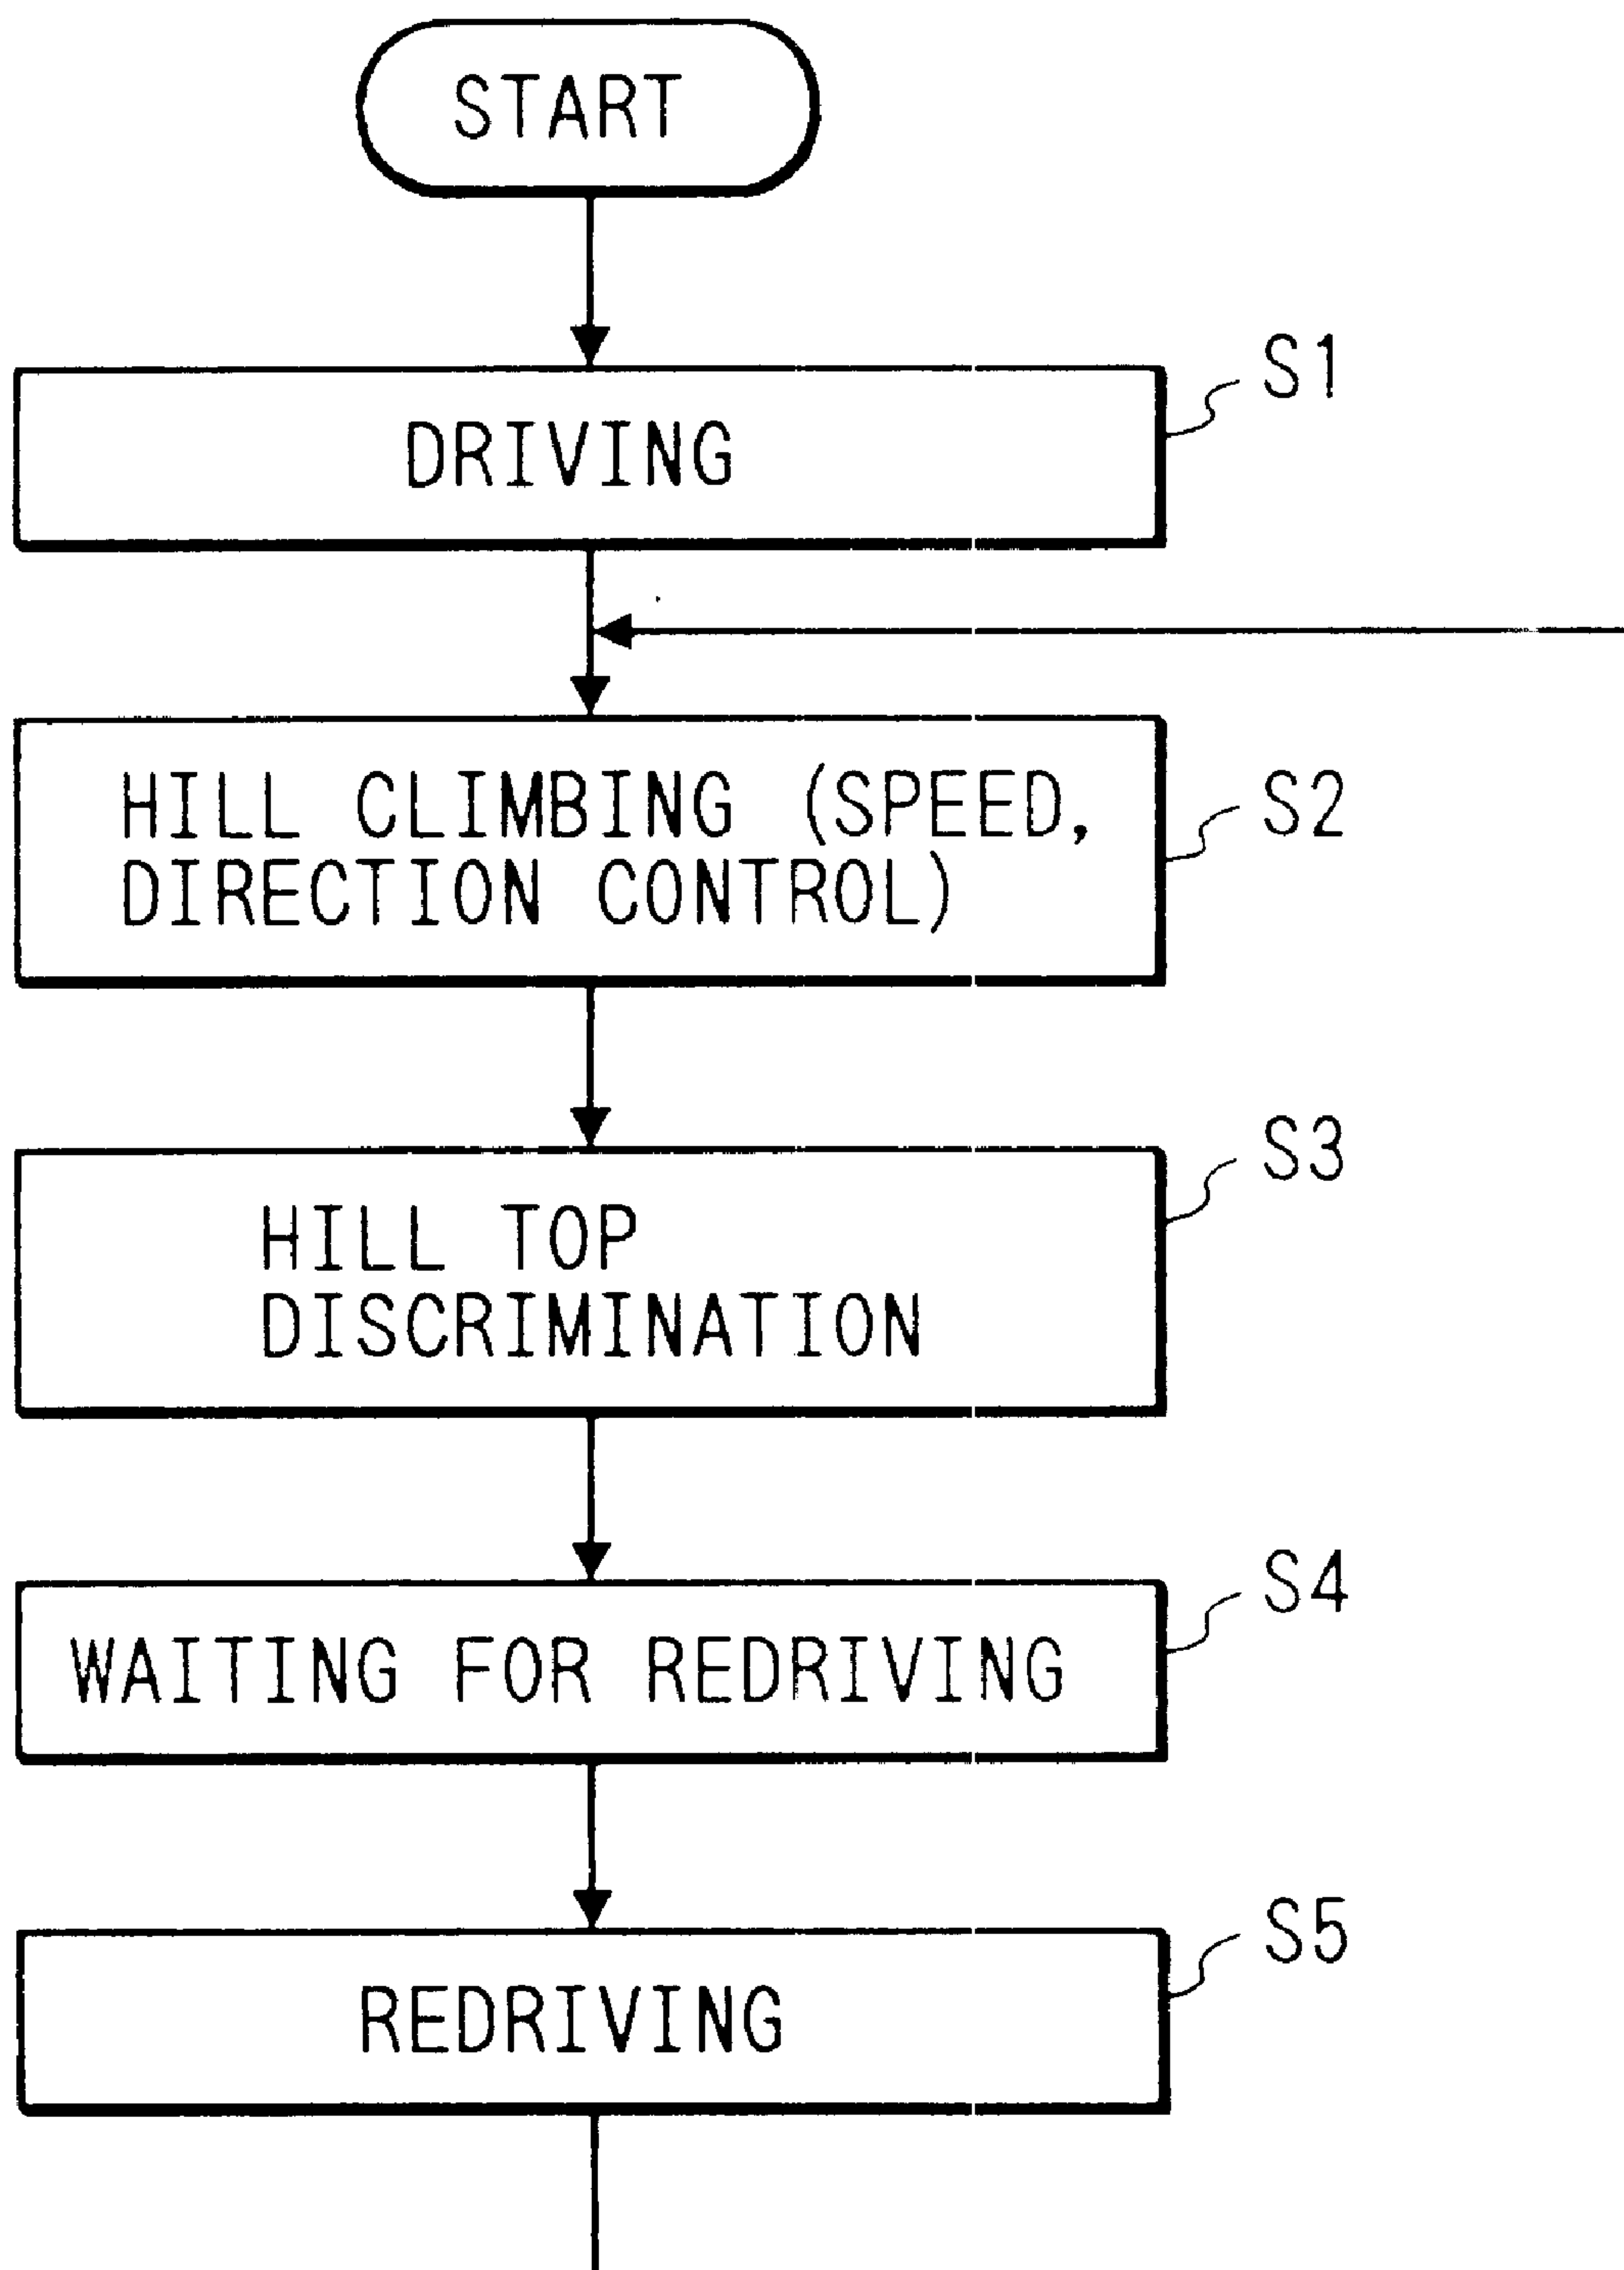 START
DRIVING
S1
HILL CLIMBING (SPEED,
DIRECTION CONTROL)
S2
HILL TOP
DISCRIMINATION
S3
WAITING FOR REDRIVING
S4
REDRIVING
S5